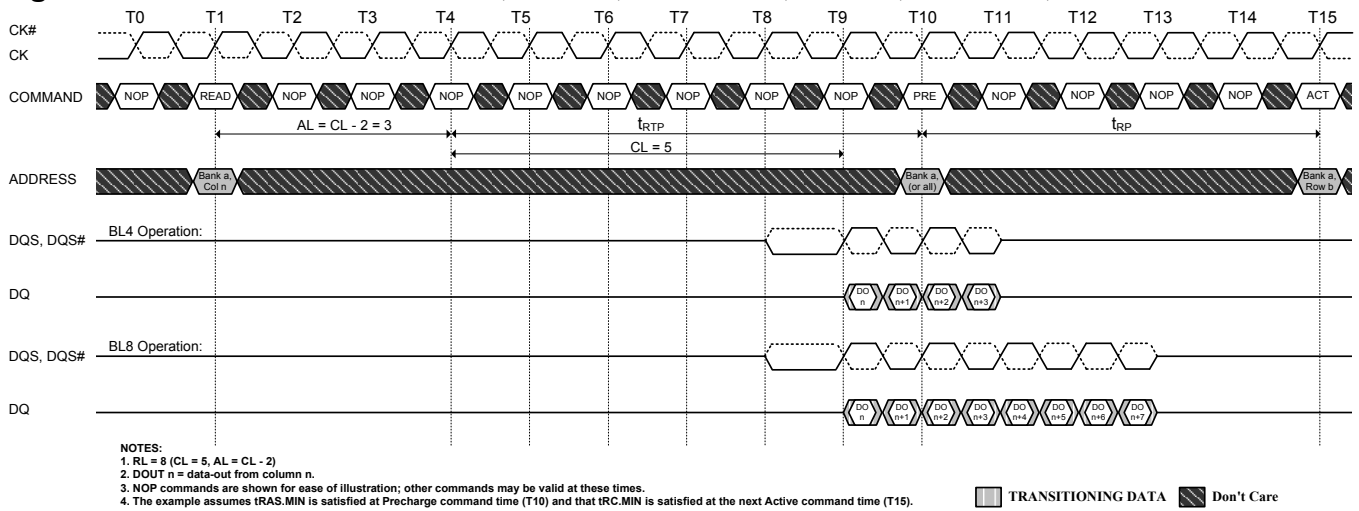 T0 T1 T2 T3 T4 T5 T6 T7 T8 T9 T10 T11 T12 T13 T14 T15
CK#
CK
COMMAND NOP READ NOP NOP NOP NOP NOP NOP NOP NOP PRE NOP NOP NOP NOP ACT
AL = CL - 2 = 3 tRTP tRP
CL = 5
ADDRESS Bank a, Col n Bank a, (or all) Bank a, Row b
BL4 Operation:
DQS, DQS#
DQ DO n DO n+1 DO n+2 DO n+3
BL8 Operation:
DQS, DQS#
DQ DO n DO n+1 DO n+2 DO n+3 DO n+4 DO n+5 DO n+6 DO n+7
NOTES:
1. RL = 8 (CL = 5, AL = CL - 2)
2. DOUT n = data-out from column n.
3. NOP commands are shown for ease of illustration; other commands may be valid at these times.
4. The example assumes tRAS.MIN is satisfied at Precharge command time (T10) and that tRC.MIN is satisfied at the next Active command time (T15).
TRANSITIONING DATA Don't Care